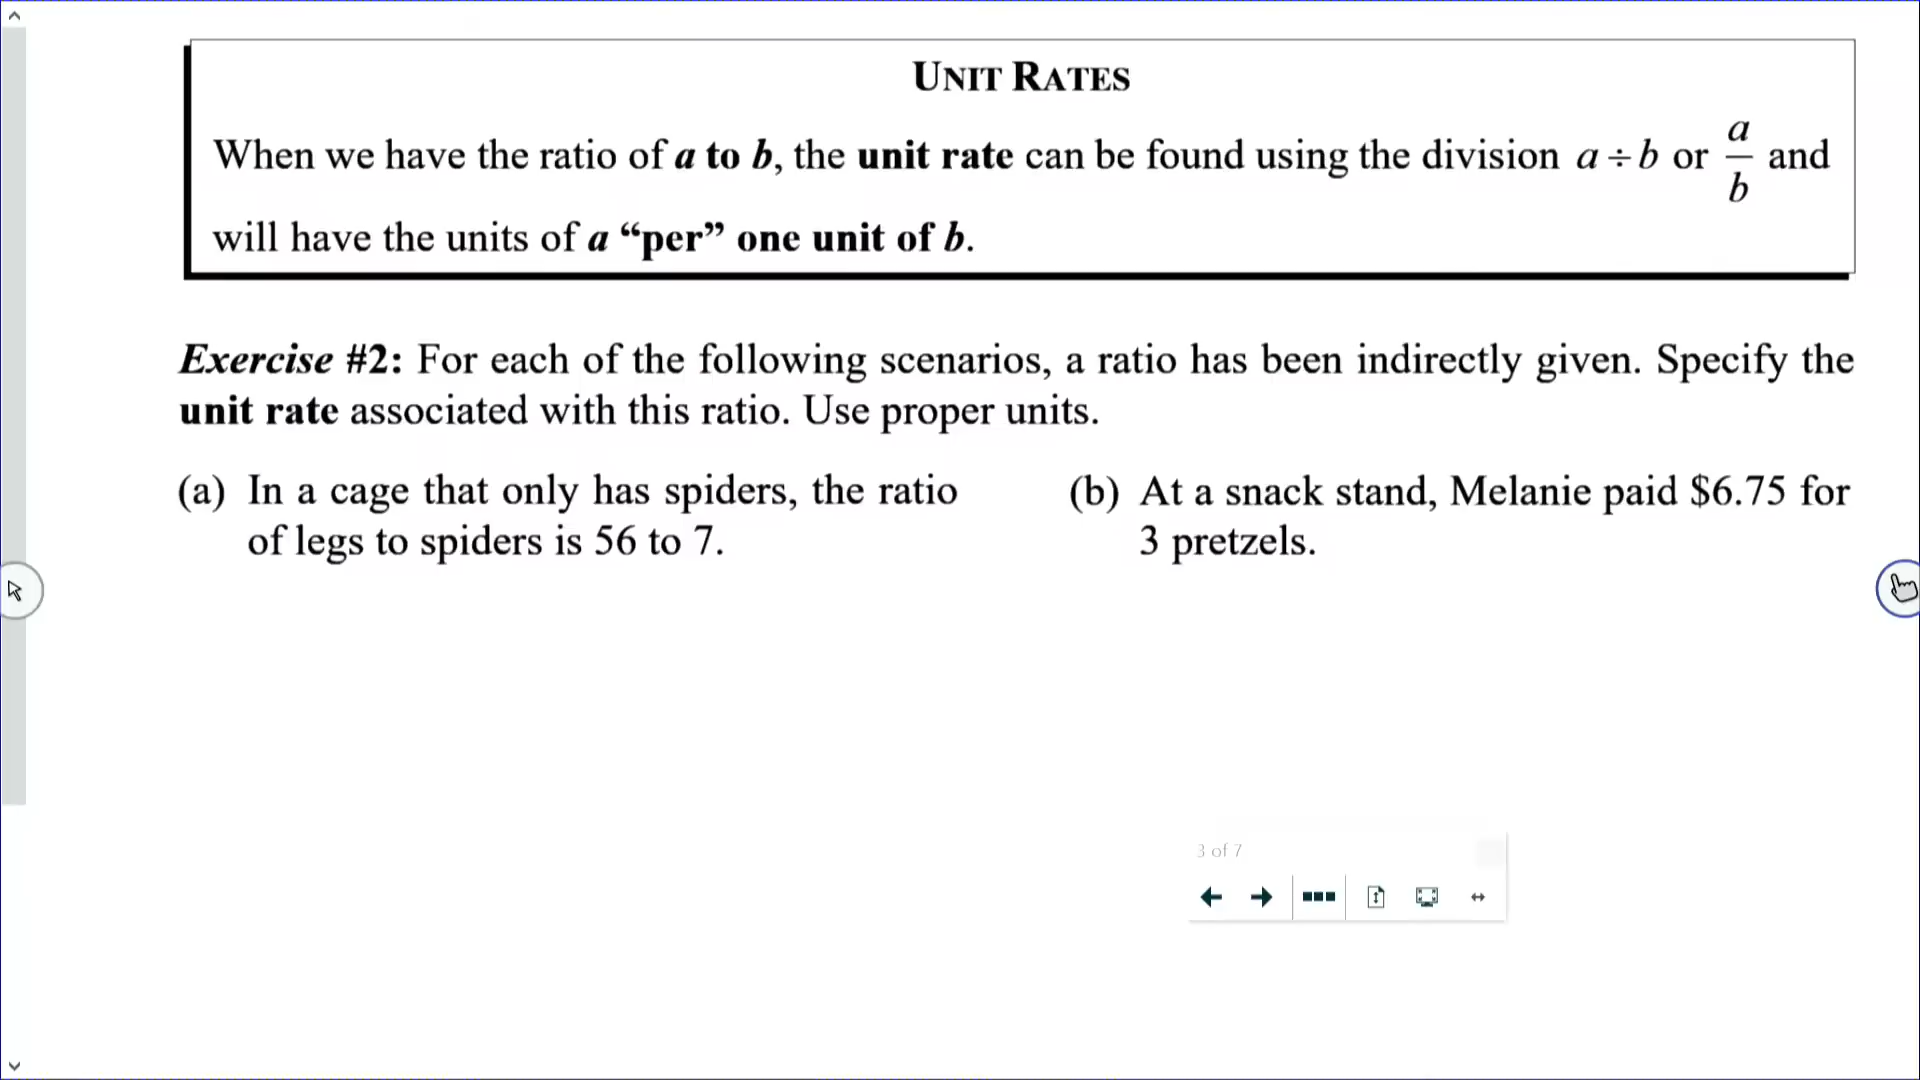 UNIT RATES
When we have the ratio of a to b, the unit rate can be found using the division a ÷ b or a/b and
will have the units of a “per” one unit of b.
Exercise #2: For each of the following scenarios, a ratio has been indirectly given. Specify the
unit rate associated with this ratio. Use proper units.
(a) In a cage that only has spiders, the ratio
of legs to spiders is 56 to 7.
(b) At a snack stand, Melanie paid $6.75 for
3 pretzels.
3 of 7